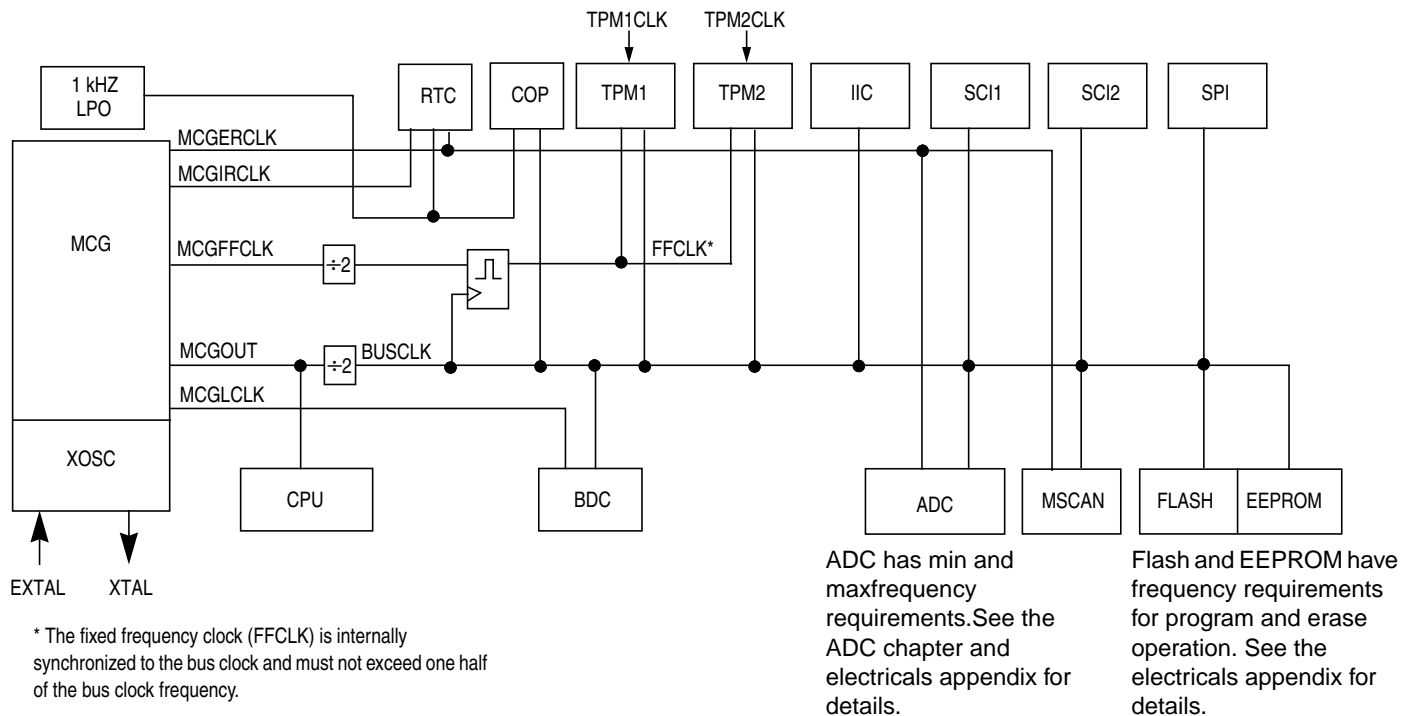 TPM1CLK TPM2CLK
1 kHZ
LPO
RTC COP TPM1 TPM2 IIC SCI1 SCI2 SPI
MCGERCLK
MCGIRCLK
MCG
MCGFFCLK ÷2 FFCLK*
MCGOUT ÷2 BUSCLK
MCGLCLK
XOSC
CPU BDC ADC MSCAN FLASH EEPROM
EXTAL XTAL
* The fixed frequency clock (FFCLK) is internally
synchronized to the bus clock and must not exceed one half
of the bus clock frequency.
ADC has min and
maxfrequency
requirements.See the
ADC chapter and
electricals appendix for
details.
Flash and EEPROM have
frequency requirements
for program and erase
operation. See the
electricals appendix for
details.